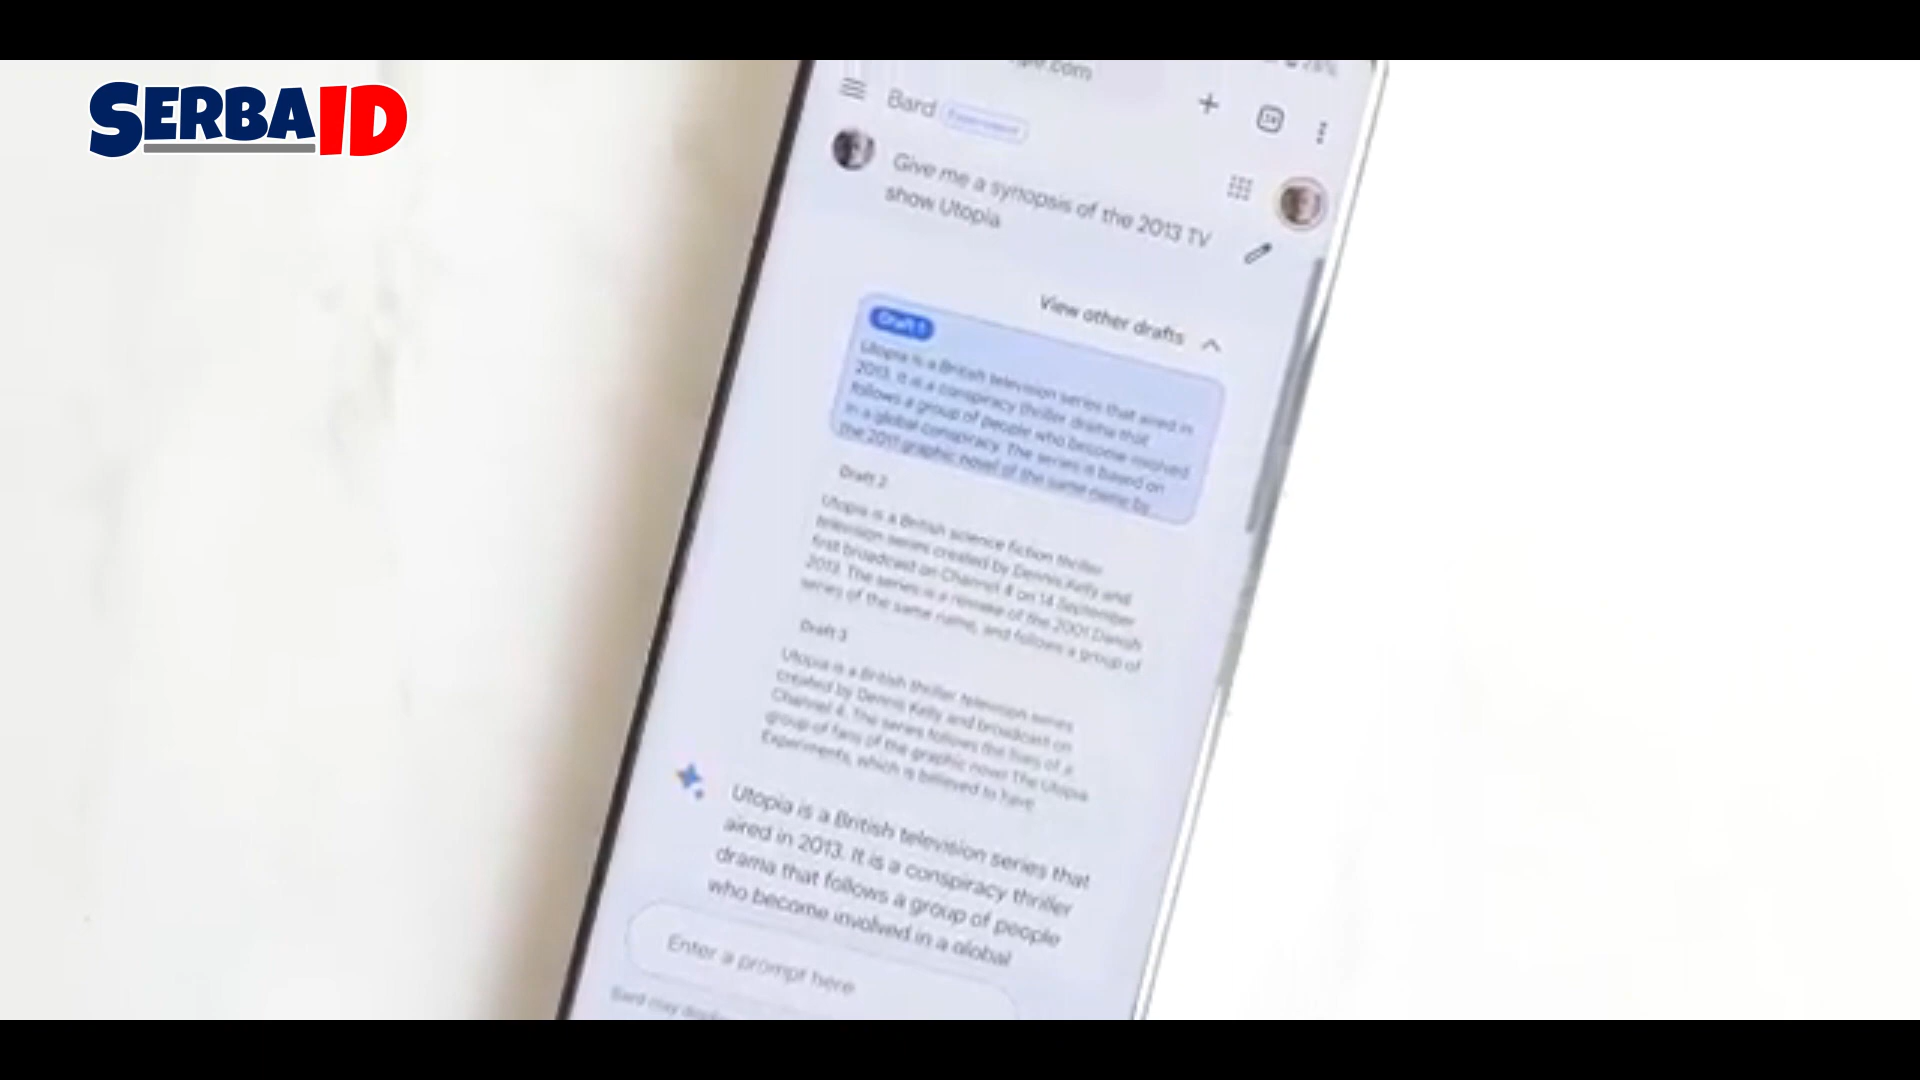 SERBAID
Bard Experiment
Give me a synopsis of the 2013 TV
show Utopia
View other drafts
Draft 1
Utopia is a British television series that aired in
2013. It is a conspiracy thriller drama that
follows a group of people who become involved
in a global conspiracy. The series is based on
the 2011 graphic novel of the same name by
Draft 2
Utopia is a British science fiction thriller
television series created by Dennis Kelly and
first broadcast on Channel 4 on 14 September
2013. The series is a remake of the 2001 Danish
series of the same name, and follows a group of
Draft 3
Utopia is a British thriller television series
created by Dennis Kelly and broadcast on
Channel 4. The series follows the lives of a
group of fans of the graphic novel The Utopia
Experiments, which is believed to have
Utopia is a British television series that
aired in 2013. It is a conspiracy thriller
drama that follows a group of people
who become involved in a global
Enter a prompt here
Bard may